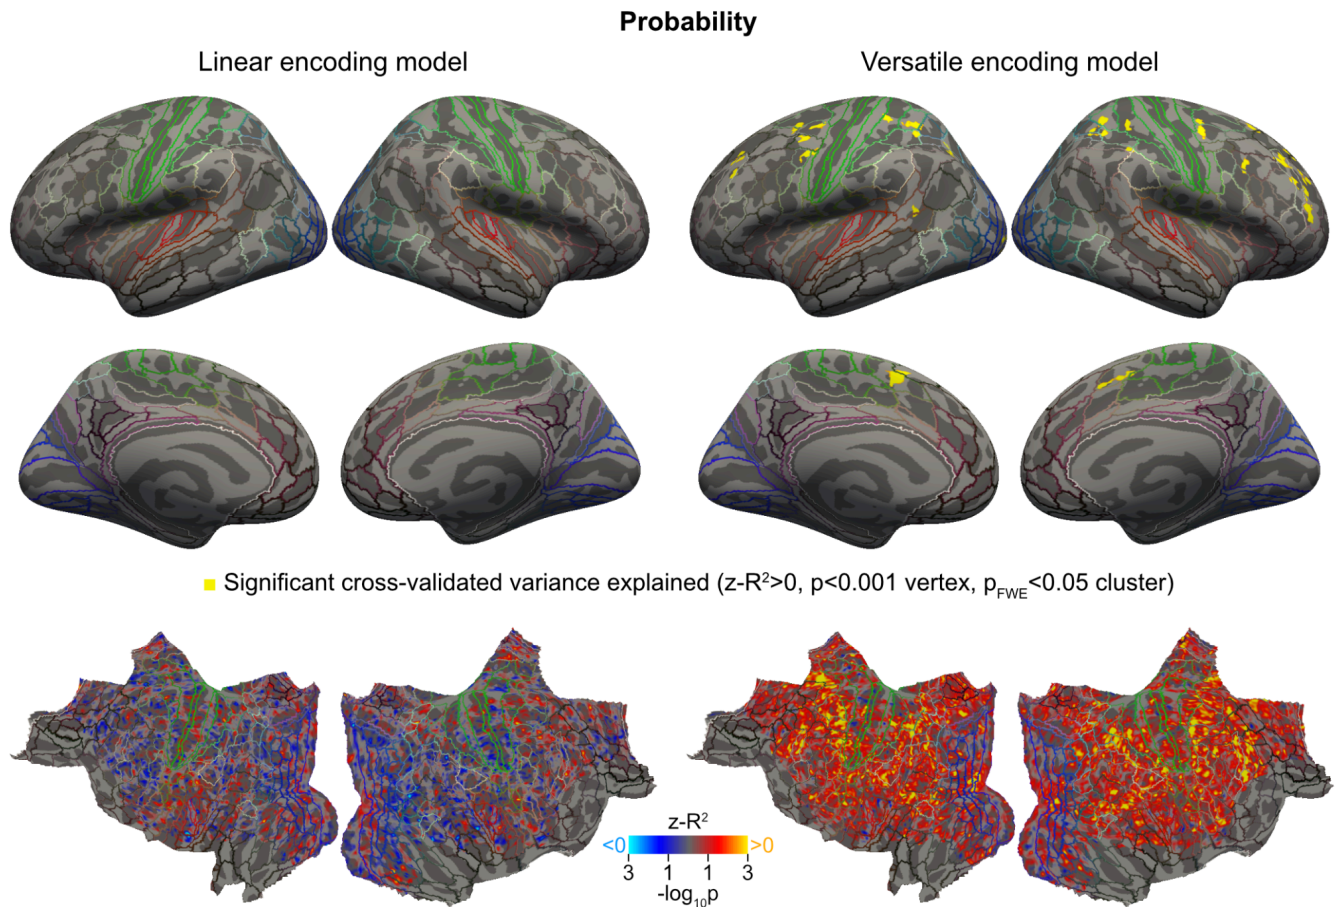 Probability
Linear encoding model
Versatile encoding model
Significant cross-validated variance explained (z-R²>0, p<0.001 vertex, pFWE<0.05 cluster)
z-R²
<0 >0
3 1 1 3
-log10p